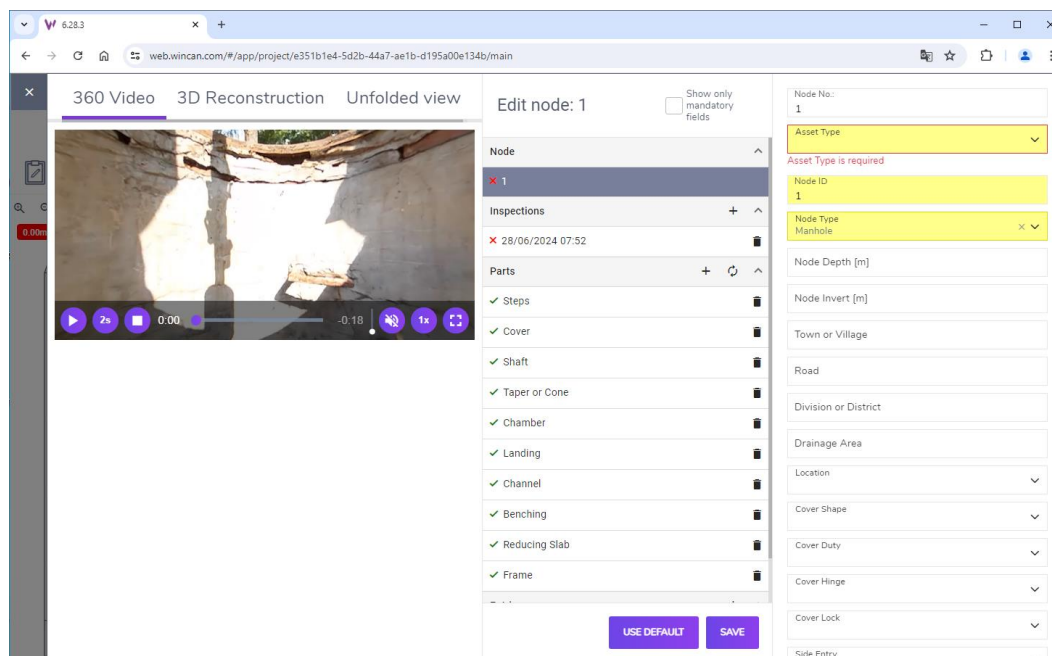 6.28.3
web.wincan.com/#/app/project/e351b1e4-5d2b-44a7-ae1b-d195a00e134b/main
360 Video 3D Reconstruction Unfolded view
0.00m
2s 0:00 -0:18 1x
Edit node: 1
Show only
mandatory
fields
Node
1
Inspections
28/06/2024 07:52
Parts
Steps
Cover
Shaft
Taper or Cone
Chamber
Landing
Channel
Benching
Reducing Slab
Frame
USE DEFAULT SAVE
Node No.:
1
Asset Type
Asset Type is required
Node ID
1
Node Type
Manhole
Node Depth [m]
Node Invert [m]
Town or Village
Road
Division or District
Drainage Area
Location
Cover Shape
Cover Duty
Cover Hinge
Cover Lock
Side Entry